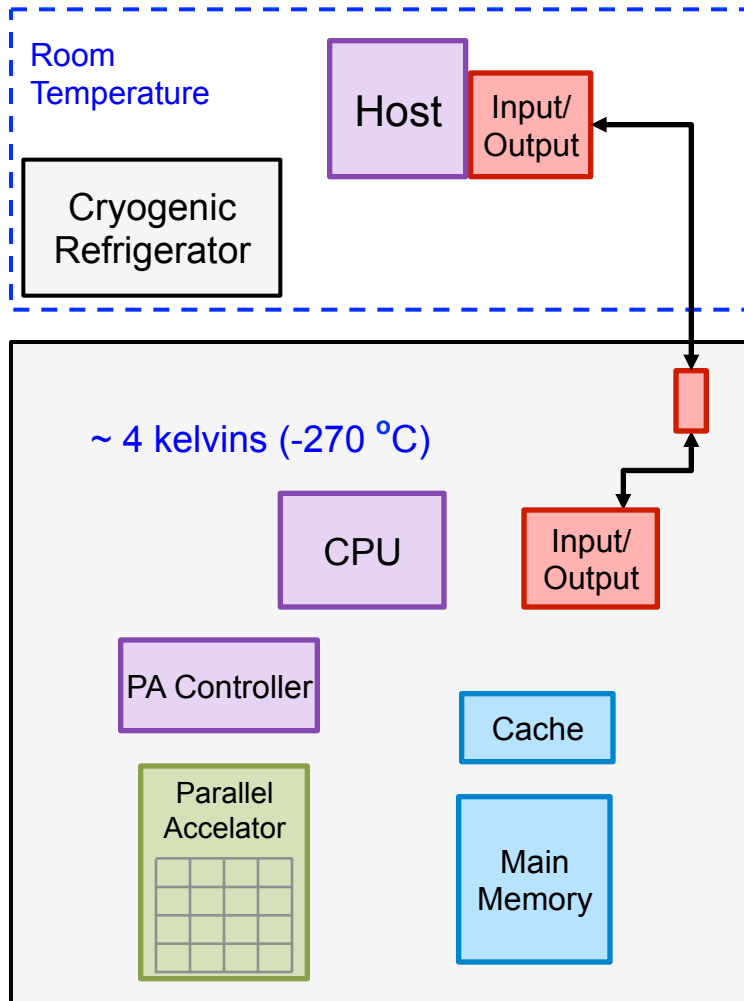 Room
Temperature
Host
Input/
Output
Cryogenic
Refrigerator
~ 4 kelvins (-270 °C)
CPU
Input/
Output
PA Controller
Cache
Parallel
Accelator
Main
Memory